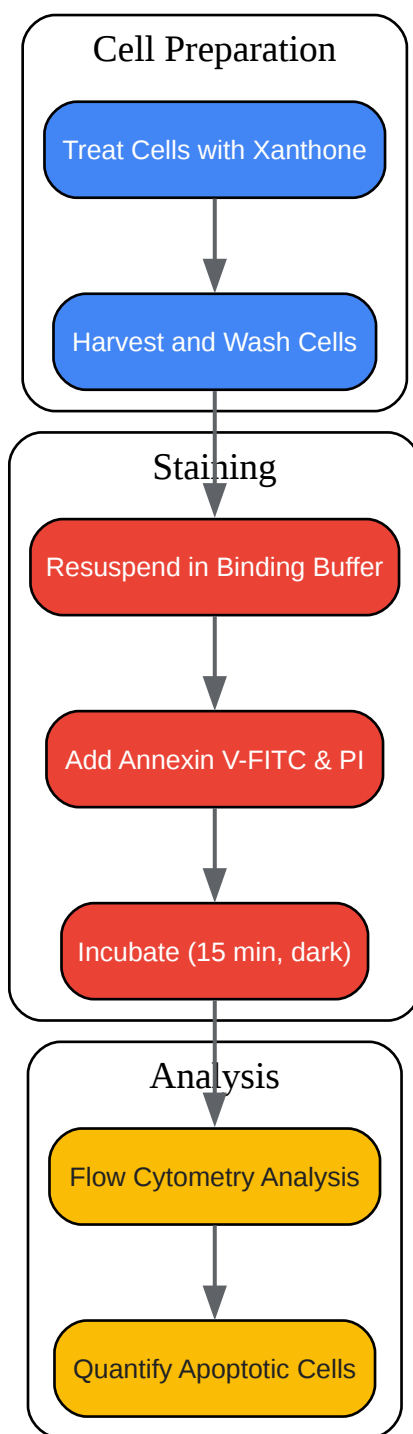 Cell Preparation
Treat Cells with Xanthone
Harvest and Wash Cells
Staining
Resuspend in Binding Buffer
Add Annexin V-FITC & PI
Incubate (15 min, dark)
Analysis
Flow Cytometry Analysis
Quantify Apoptotic Cells